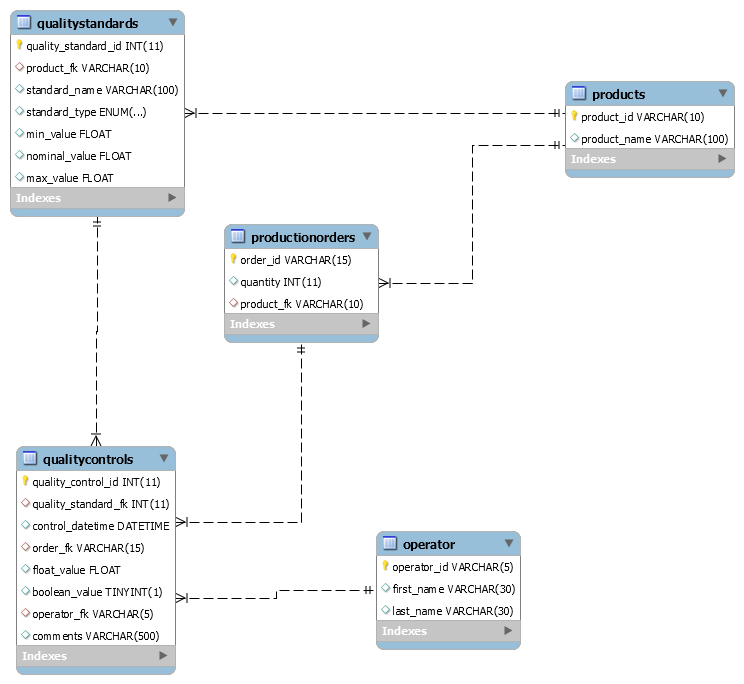 qualitystandards
quality_standard_id INT(11)
product_fk VARCHAR(10)
standard_name VARCHAR(100)
standard_type ENUM(...)
min_value FLOAT
nominal_value FLOAT
max_value FLOAT
Indexes
products
product_id VARCHAR(10)
product_name VARCHAR(100)
Indexes
productionorders
order_id VARCHAR(15)
quantity INT(11)
product_fk VARCHAR(10)
Indexes
qualitycontrols
quality_control_id INT(11)
quality_standard_fk INT(11)
control_datetime DATETIME
order_fk VARCHAR(15)
float_value FLOAT
boolean_value TINYINT(1)
operator_fk VARCHAR(5)
comments VARCHAR(500)
Indexes
operator
operator_id VARCHAR(5)
first_name VARCHAR(30)
last_name VARCHAR(30)
Indexes